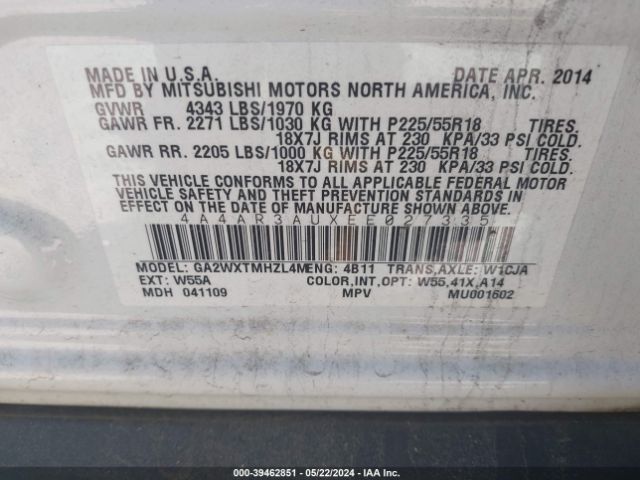 MADE IN U.S.A. DATE APR. 2014
MFD BY MITSUBISHI MOTORS NORTH AMERICA, INC.
GVWR 4343 LBS/1970 KG
GAWR FR. 2271 LBS/1030 KG WITH P225/55R18 TIRES,
18X7J RIMS AT 230 KPA/33 PSI COLD.
GAWR RR. 2205 LBS/1000 KG WITH P225/55R18 TIRES,
18X7J RIMS AT 230 KPA/33 PSI COLD.
THIS VEHICLE CONFORMS TO ALL APPLICABLE FEDERAL MOTOR
VEHICLE SAFETY AND THEFT PREVENTION STANDARDS IN
EFFECT ON THE DATE OF MANUFACTURE SHOWN ABOVE.
4A4AR3AUXEE027335
MODEL: GA2WXTMHZL4M ENG: 4B11 TRANS,AXLE: W1CJA
EXT: W55A COLOR,INT,OPT: W55,41X,A14
MDH 041109 MPV MU001602
000-39462851 - 05/22/2024 - IAA Inc.